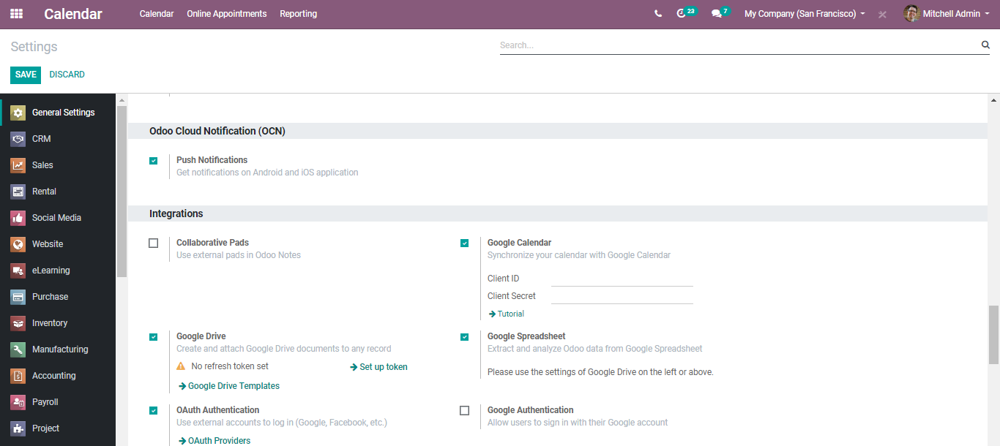 Calendar
Calendar Online Appointments Reporting
23 7 My Company (San Francisco) Mitchell Admin
Settings
Search...
SAVE DISCARD
General Settings
CRM
Sales
Rental
Social Media
Website
eLearning
Purchase
Inventory
Manufacturing
Accounting
Payroll
Project
Odoo Cloud Notification (OCN)
Push Notifications
Get notifications on Android and iOS application
Integrations
Collaborative Pads
Use external pads in Odoo Notes
Google Calendar
Synchronize your calendar with Google Calendar
Client ID
Client Secret
Tutorial
Google Drive
Create and attach Google Drive documents to any record
No refresh token set Set up token
Google Drive Templates
Google Spreadsheet
Extract and analyze Odoo data from Google Spreadsheet
Please use the settings of Google Drive on the left or above.
OAuth Authentication
Use external accounts to log in (Google, Facebook, etc.)
OAuth Providers
Google Authentication
Allow users to sign in with their Google account